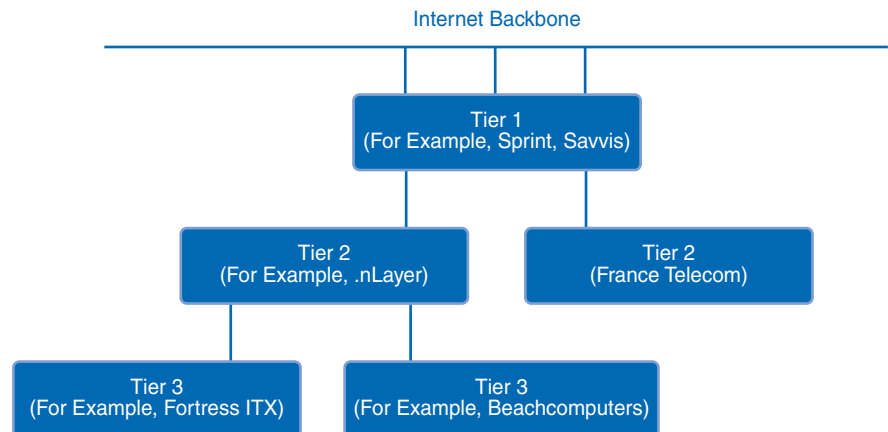 Internet Backbone
Tier 1
(For Example, Sprint, Savvis)
Tier 2
(For Example, .nLayer)
Tier 2
(France Telecom)
Tier 3
(For Example, Fortress ITX)
Tier 3
(For Example, Beachcomputers)